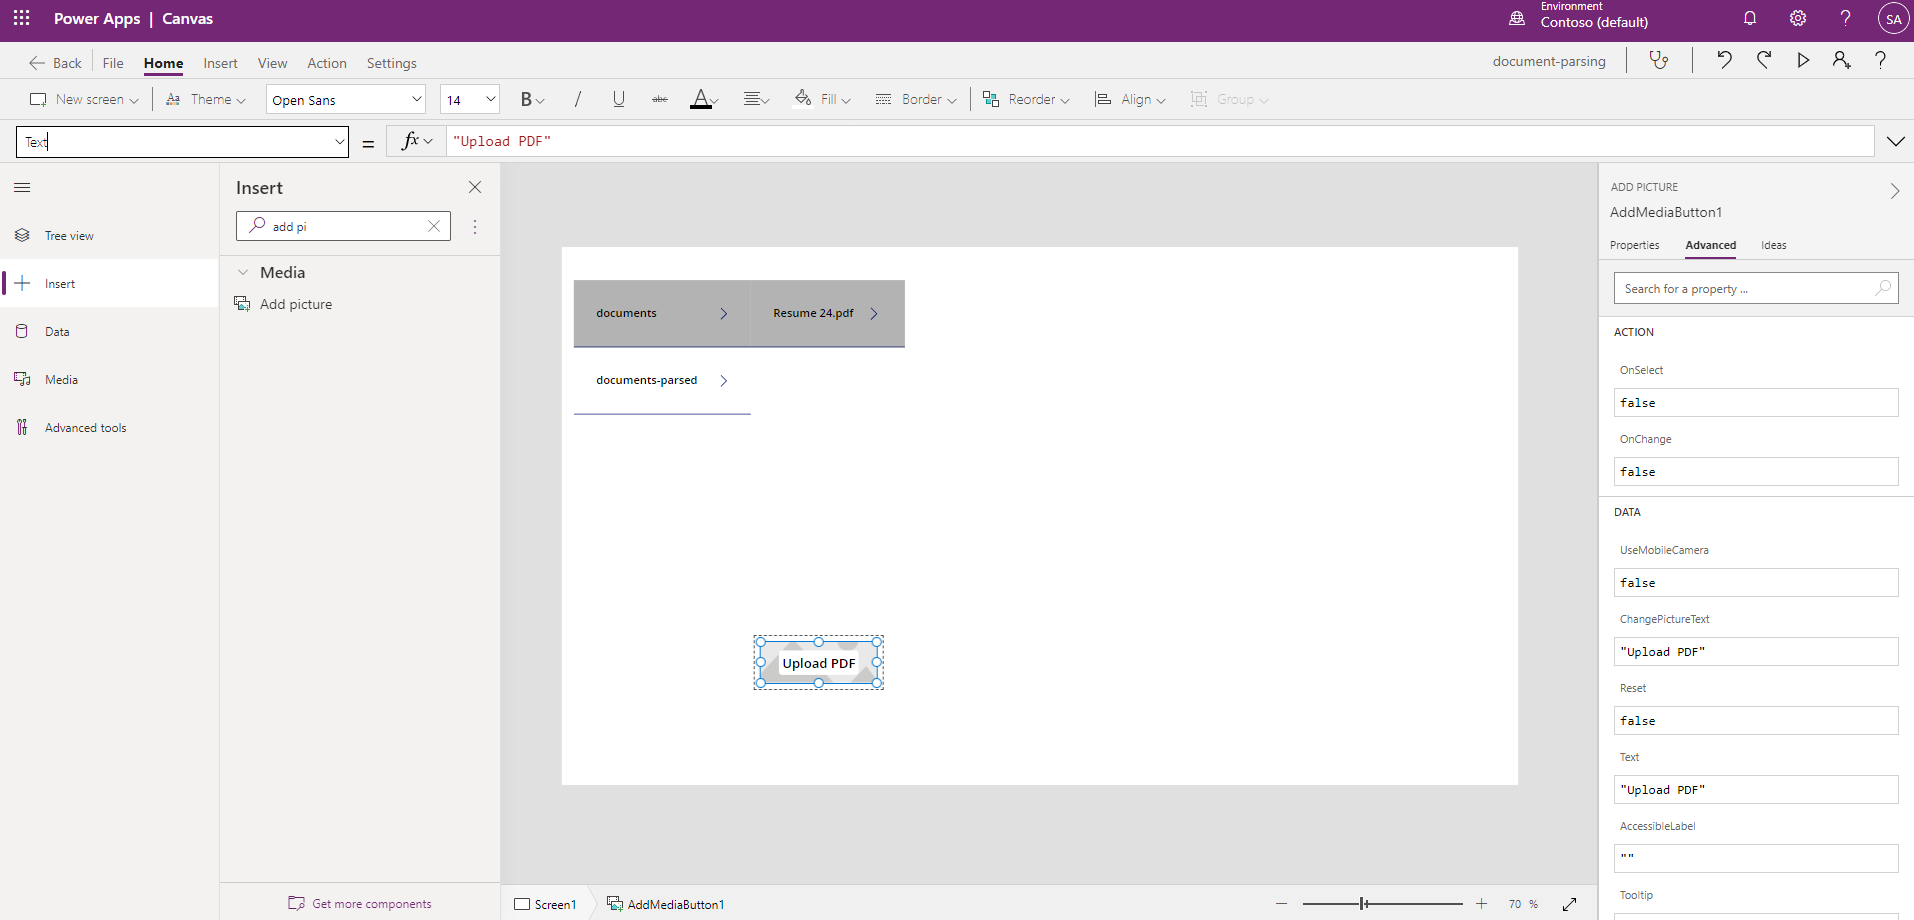 Power Apps | Canvas
Environment
Contoso (default)
SA
Back File Home Insert View Action Settings
document-parsing
New screen Theme Open Sans 14 B / U abc A Fill Border Reorder Align Group
Text = fx "Upload PDF"
Insert
add pi
Media
Add picture
Tree view
Insert
Data
Media
Advanced tools
Get more components
documents Resume 24.pdf
documents-parsed
Upload PDF
Screen1 AddMediaButton1
70 %
ADD PICTURE
AddMediaButton1
Properties Advanced Ideas
Search for a property ...
ACTION
OnSelect
false
OnChange
false
DATA
UseMobileCamera
false
ChangePictureText
"Upload PDF"
Reset
false
Text
"Upload PDF"
AccessibleLabel
""
Tooltip